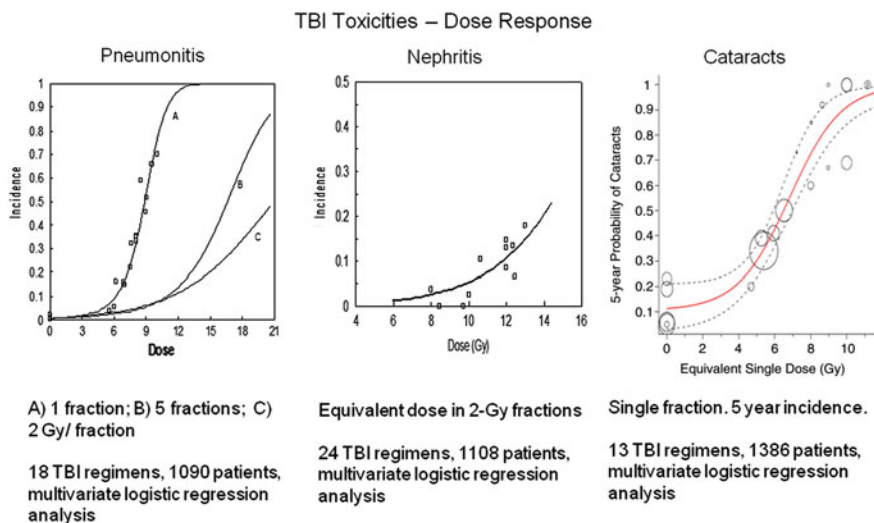 TBI Toxicities – Dose Response
Pneumonitis
Incidence
1
0.9
0.8
0.7
0.6
0.5
0.4
0.3
0.2
0.1
0
A
B
C
0 3 6 9 12 15 18 21
Dose
A) 1 fraction; B) 5 fractions; C)
2 Gy/ fraction
18 TBI regimens, 1090 patients,
multivariate logistic regression
analysis
Nephritis
Incidence
0.5
0.4
0.3
0.2
0.1
0
4 6 8 10 12 14 16
Dose (Gy)
Equivalent dose in 2-Gy fractions
24 TBI regimens, 1108 patients,
multivariate logistic regression
analysis
Cataracts
5-year Probability of Cataracts
1
0.9
0.8
0.7
0.6
0.5
0.4
0.3
0.2
0.1
0 2 4 6 8 10
Equivalent Single Dose (Gy)
Single fraction. 5 year incidence.
13 TBI regimens, 1386 patients,
multivariate logistic regression
analysis